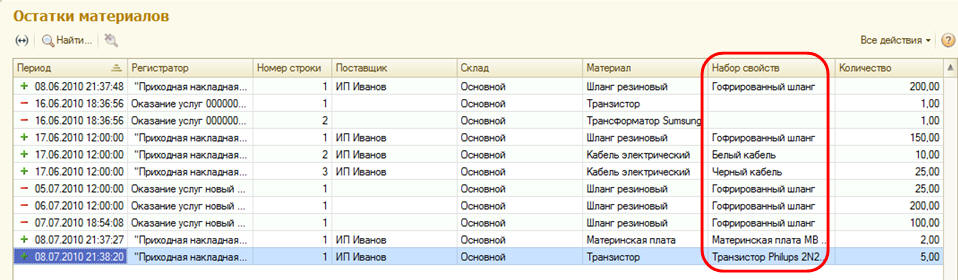 Остатки материалов
Найти... Все действия
Период Регистратор Номер строки Поставщик Склад Материал Набор свойств Количество
08.06.2010 21:37:48 "Приходная накладная... 1 ИП Иванов Основной Шланг резиновый Гофрированный шланг 200,00
16.06.2010 18:36:56 Оказание услуг 000000... 1 Основной Транзистор 1,00
16.06.2010 18:36:56 Оказание услуг 000000... 2 Основной Трансформатор Sumsung 1,00
17.06.2010 12:00:00 "Приходная накладная... 1 ИП Иванов Основной Шланг резиновый Гофрированный шланг 150,00
17.06.2010 12:00:00 "Приходная накладная... 2 ИП Иванов Основной Кабель электрический Белый кабель 10,00
17.06.2010 12:00:00 "Приходная накладная... 3 ИП Иванов Основной Кабель электрический Черный кабель 25,00
05.07.2010 12:00:00 Оказание услуг новый ... 1 Основной Шланг резиновый Гофрированный шланг 25,00
06.07.2010 12:00:00 Оказание услуг новый ... 1 Основной Шланг резиновый Гофрированный шланг 200,00
07.07.2010 18:54:08 Оказание услуг новый ... 1 Основной Шланг резиновый Гофрированный шланг 100,00
08.07.2010 21:37:27 "Приходная накладная... 1 ИП Иванов Основной Материнская плата Материнская плата MB ... 2,00
08.07.2010 21:38:20 "Приходная накладная... 1 ИП Иванов Основной Транзистор Транзистор Philups 2N2... 5,00